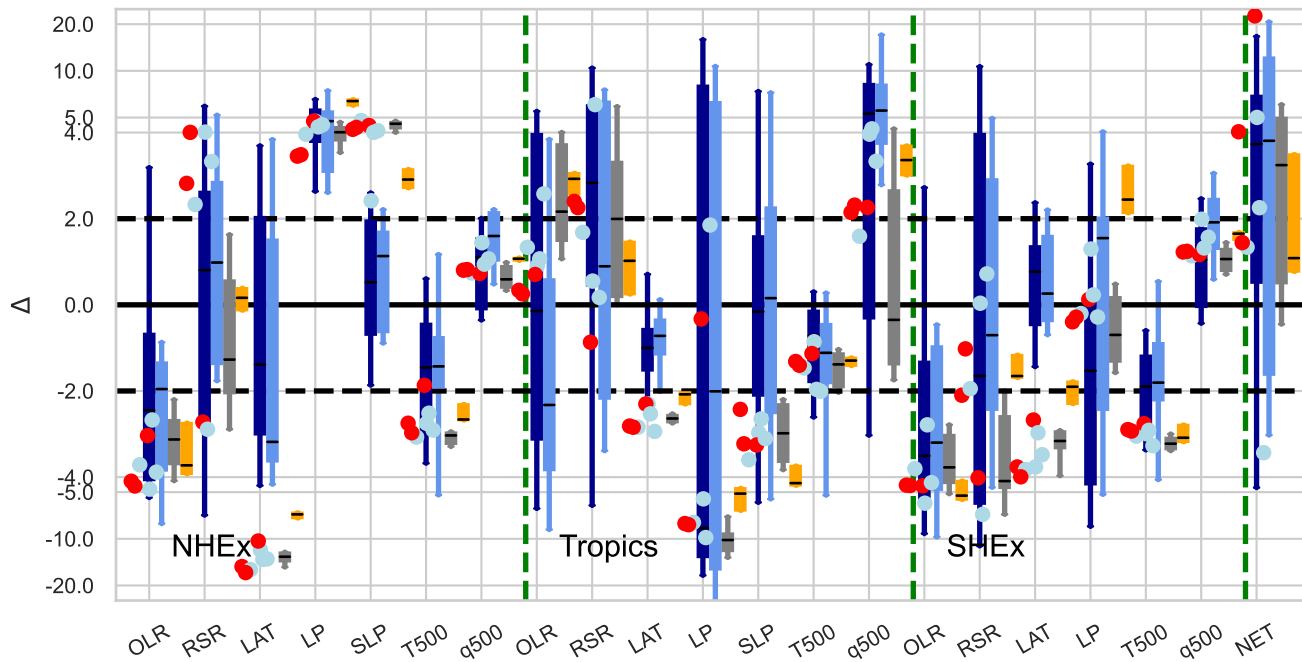 20.0
10.0
5.0
4.0
2.0
0.0
-2.0
-4.0
-5.0
-10.0
-20.0
Δ
NHEx
Tropics
SHEx
OLR
RSR
LAT
LP
SLP
T500
q500
OLR
RSR
LAT
LP
SLP
T500
q500
OLR
RSR
LAT
LP
T500
q500
NET